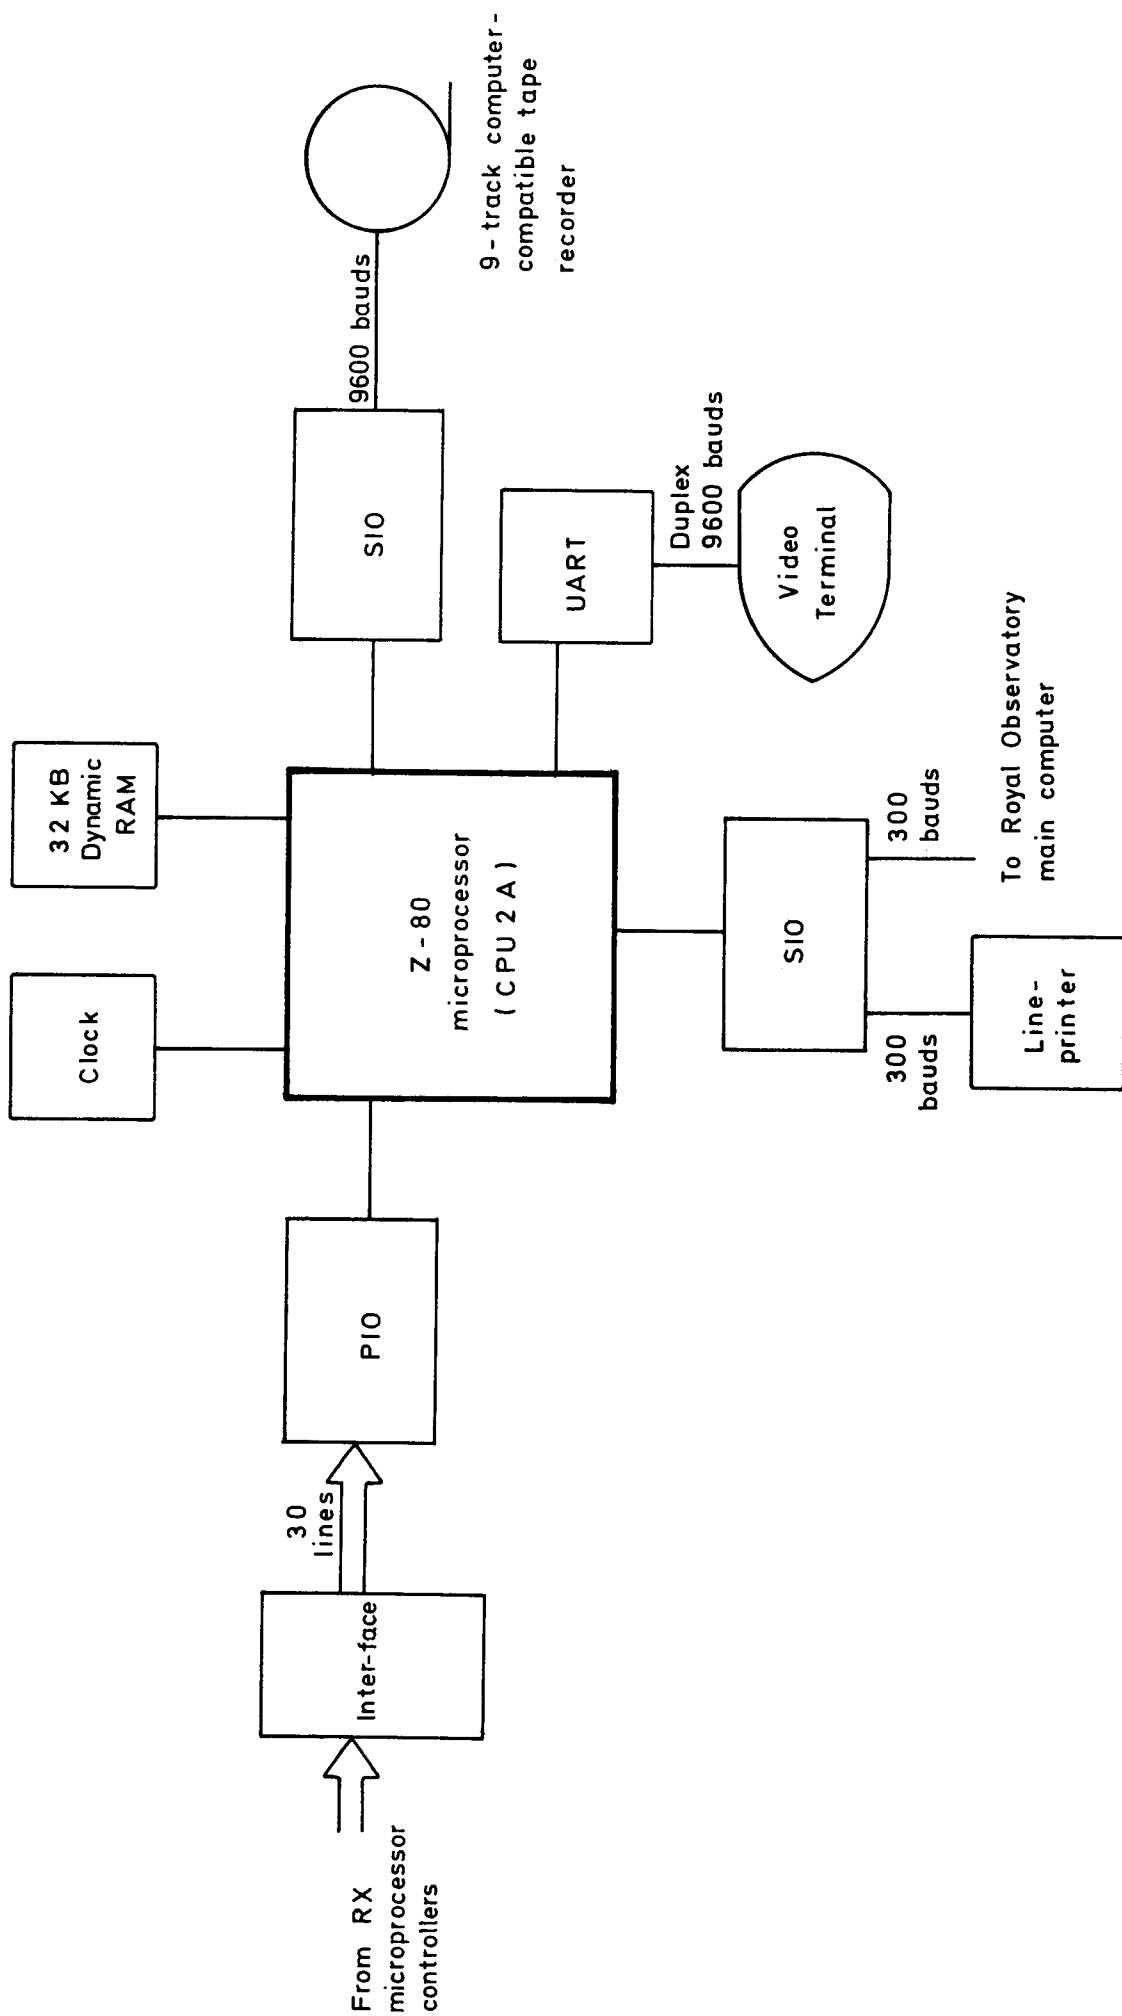 Clock
32 KB
Dynamic
RAM
From RX
microprocessor
controllers
Inter-face
30
lines
PIO
Z-80
microprocessor
(CPU 2A)
SIO
9600 bauds
9-track computer-
compatible tape
recorder
UART
Duplex
9600 bauds
Video
Terminal
SIO
300
bauds
300
bauds
Line-
printer
To Royal Observatory
main computer